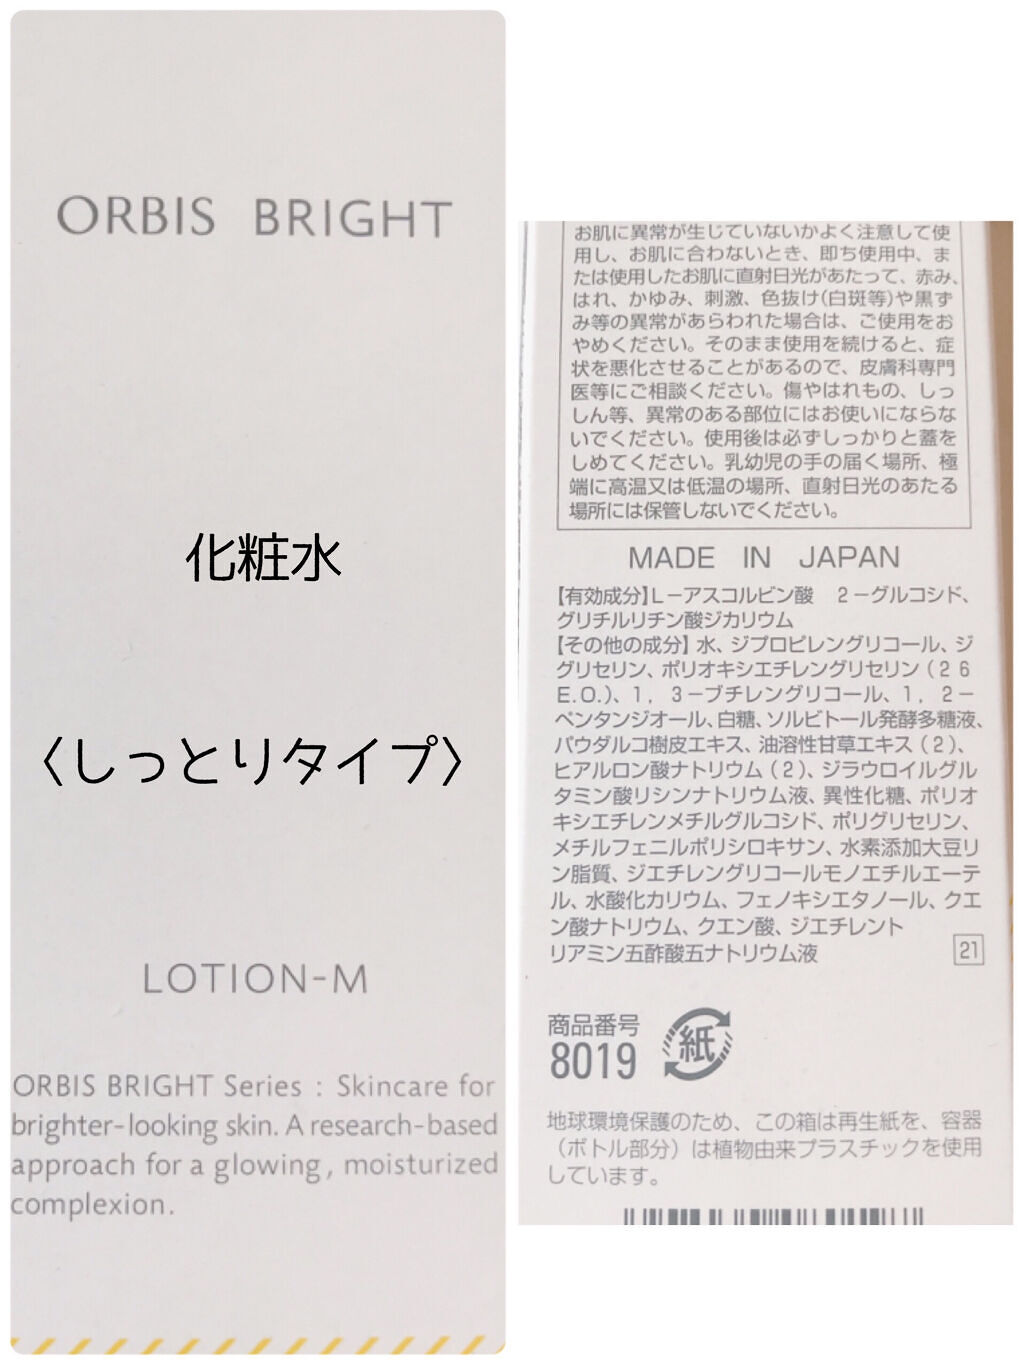 ORBIS BRIGHT
化粧水
〈しっとりタイプ〉
LOTION-M
ORBIS BRIGHT Series : Skincare for
brighter-looking skin. A research-based
approach for a glowing, moisturized
complexion.
お肌に異常が生じていないかよく注意して使
用し、お肌に合わないとき、即ち使用中、ま
たは使用したお肌に直射日光があたって、赤み、
はれ、かゆみ、刺激、色抜け(白斑等)や黒ず
み等の異常があらわれた場合は、ご使用をお
やめください。そのまま使用を続けると、症
状を悪化させることがあるので、皮膚科専門
医等にご相談ください。傷やはれもの、しっ
しん等、異常のある部位にはお使いにならな
いでください。使用後は必ずしっかりと蓋を
しめてください。乳幼児の手の届く場所、極
端に高温又は低温の場所、直射日光のあたる
場所には保管しないでください。
MADE IN JAPAN
【有効成分】L－アスコルビン酸　２－グルコシド、
グリチルリチン酸ジカリウム
【その他の成分】水、ジプロピレングリコール、ジ
グリセリン、ポリオキシエチレングリセリン（２６
E.O.）、１，３－ブチレングリコール、１，２－
ペンタンジオール、白糖、ソルビトール発酵多糖液、
パウダルコ樹皮エキス、油溶性甘草エキス（２）、
ヒアルロン酸ナトリウム（２）、ジラウロイルグル
タミン酸リシンナトリウム液、異性化糖、ポリオ
キシエチレンメチルグルコシド、ポリグリセリン、
メチルフェニルポリシロキサン、水素添加大豆リ
ン脂質、ジエチレングリコールモノエチルエーテ
ル、水酸化カリウム、フェノキシエタノール、クエ
ン酸ナトリウム、クエン酸、ジエチレント
リアミン五酢酸五ナトリウム液
21
商品番号
8019
紙
地球環境保護のため、この箱は再生紙を、容器
（ボトル部分）は植物由来プラスチックを使用
しています。